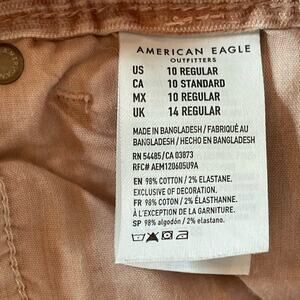 AMERICAN EAGLE
OUTFITTERS
US 10 REGULAR
CA 10 STANDARD
MX 10 REGULAR
UK 14 REGULAR
MADE IN BANGLADESH / FABRIQUÉ AU
BANGLADESH / HECHO EN BANGLADESH
RN 54485/CA 03873
RFC# AEM120605U9A
EN 98% COTTON / 2% ELASTANE.
EXCLUSIVE OF DECORATION.
FR 98% COTON / 2% ÉLASTHANNE.
À L'EXCEPTION DE LA GARNITURE.
SP 98% algodón / 2% elastano.